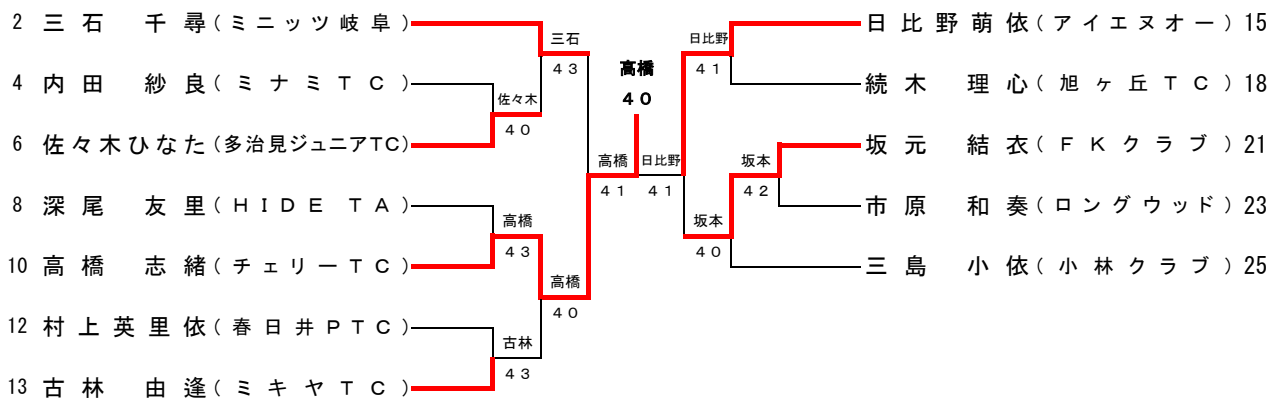 2 三石 千尋(ミニッツ岐阜)
4 内田 紗良(ミナミTC)
6 佐々木ひなた(多治見ジュニアTC)
8 深尾 友里(HIDE TA)
10 高橋 志緒(チェリーTC)
12 村上英里依(春日井PTC)
13 古林 由逢(ミキヤTC)
三石
43
佐々木
40
高橋
43
古林
43
高橋
40
高橋
41
高橋
40
日比野
41
日比野
41
坂本
42
坂本
40
日比野萌依(アイエヌオー) 15
続木 理心(旭ヶ丘TC) 18
坂元 結衣(FKクラブ) 21
市原 和奏(ロングウッド) 23
三島 小依(小林クラブ) 25